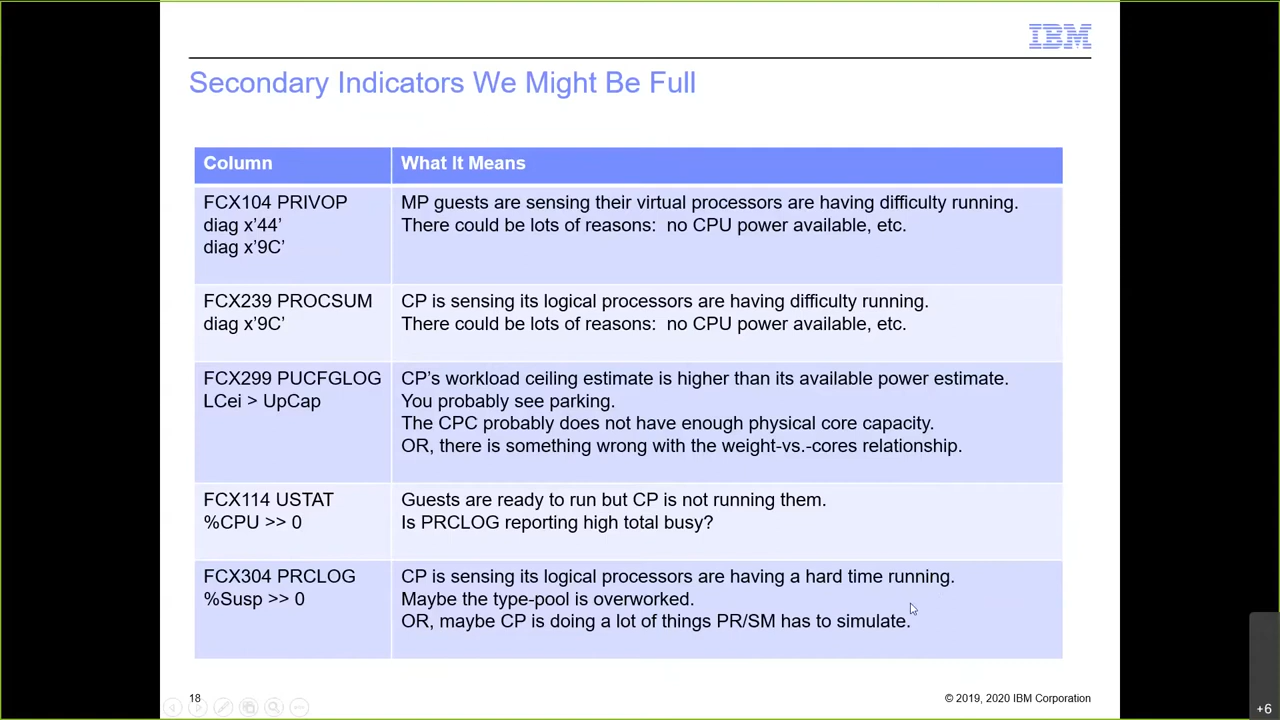 IBM
Secondary Indicators We Might Be Full
Column
What It Means
FCX104 PRIVOP
diag x’44’
diag x’9C’
MP guests are sensing their virtual processors are having difficulty running.
There could be lots of reasons:  no CPU power available, etc.
FCX239 PROCSUM
diag x’9C’
CP is sensing its logical processors are having difficulty running.
There could be lots of reasons:  no CPU power available, etc.
FCX299 PUCFGLOG
LCei > UpCap
CP’s workload ceiling estimate is higher than its available power estimate.
You probably see parking.
The CPC probably does not have enough physical core capacity.
OR, there is something wrong with the weight-vs.-cores relationship.
FCX114 USTAT
%CPU >> 0
Guests are ready to run but CP is not running them.
Is PRCLOG reporting high total busy?
FCX304 PRCLOG
%Susp >> 0
CP is sensing its logical processors are having a hard time running.
Maybe the type-pool is overworked.
OR, maybe CP is doing a lot of things PR/SM has to simulate.
18
© 2019, 2020 IBM Corporation
+6